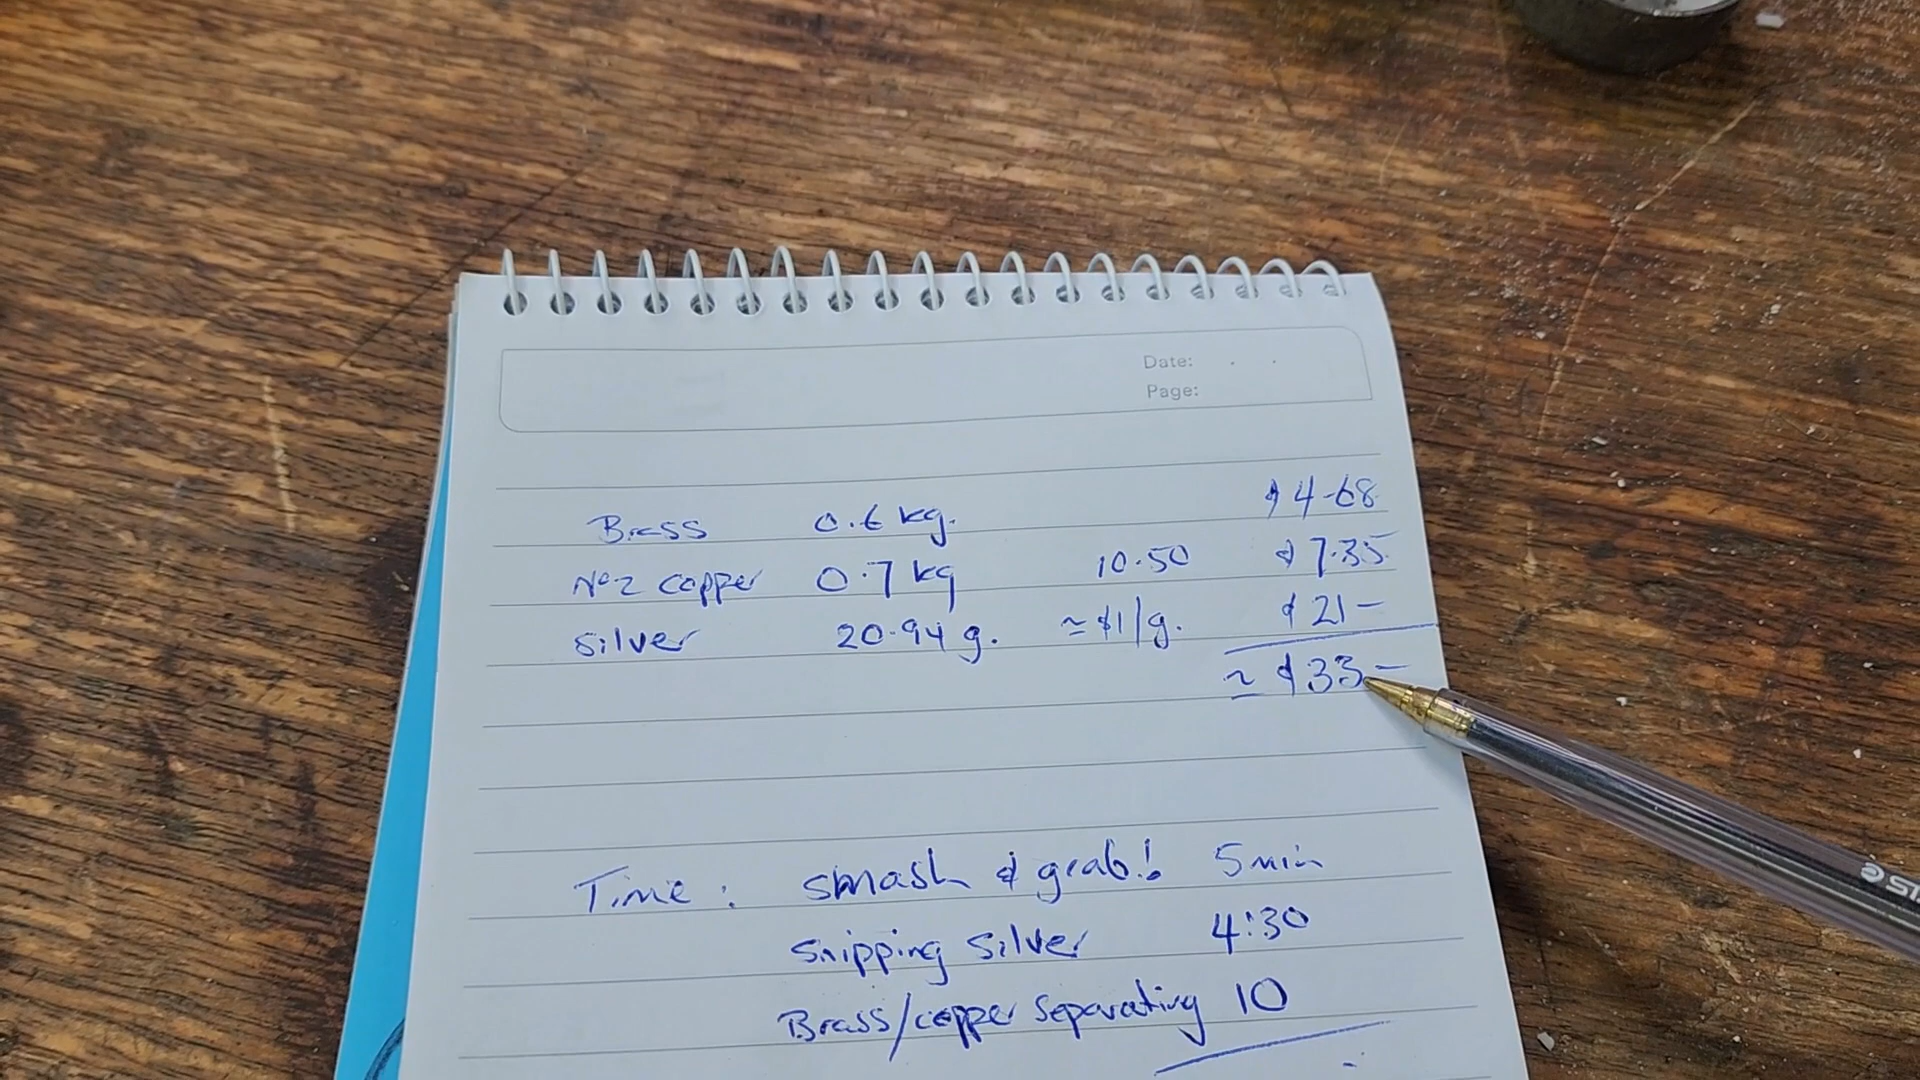 Date: . .
Page:
Brass 0.6 kg. $4-68
No2 copper 0.7 kg 10.50 $7.35
silver 20.94 g. ≈$1/g. $21-
≈ $33-
Time: smash & grab! 5 min
snipping silver 4:30
Brass/copper separating 10